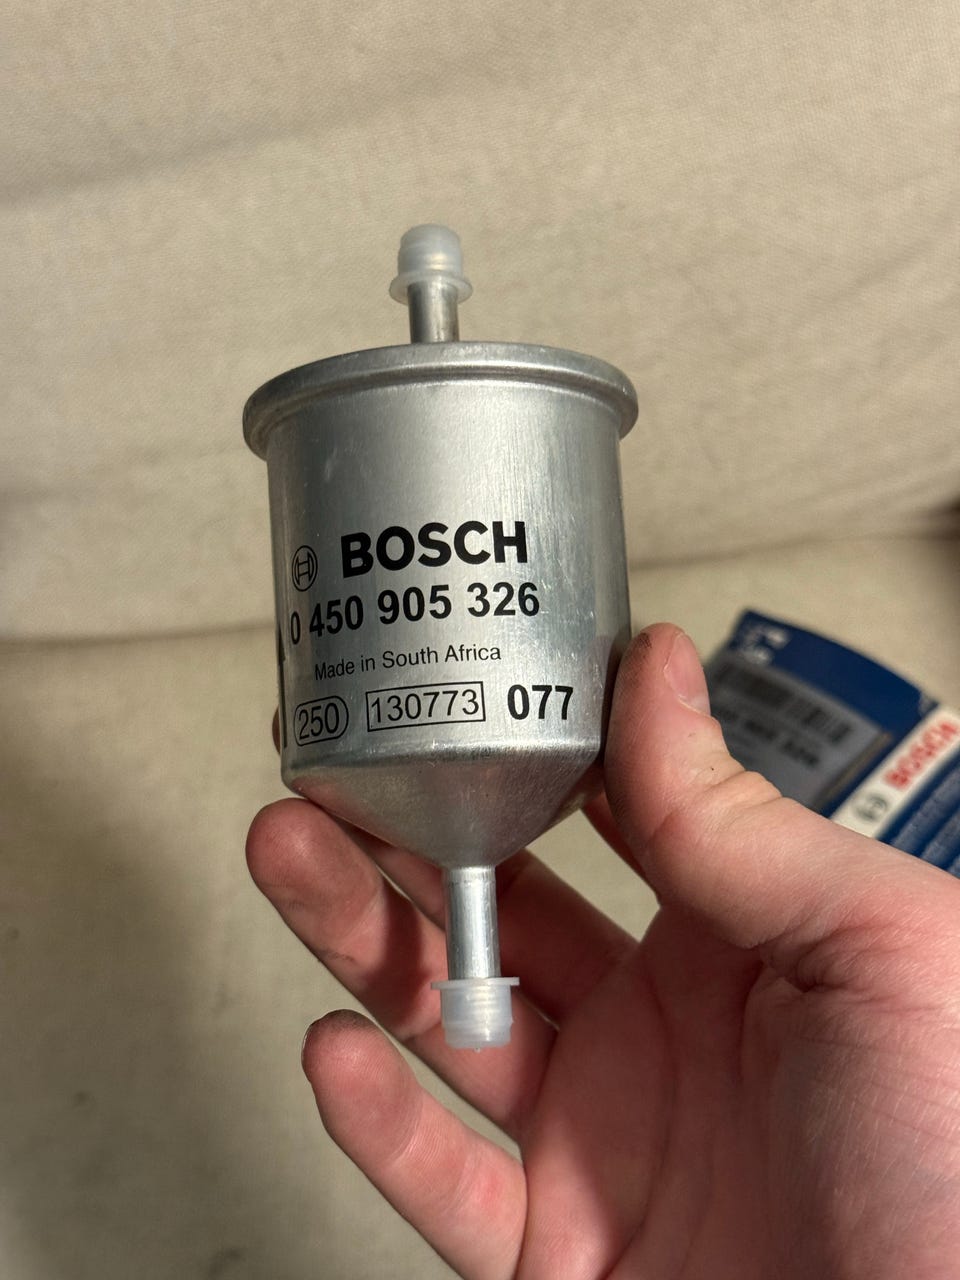 BOSCH
0 450 905 326
Made in South Africa
250 130773 077
BOSCH